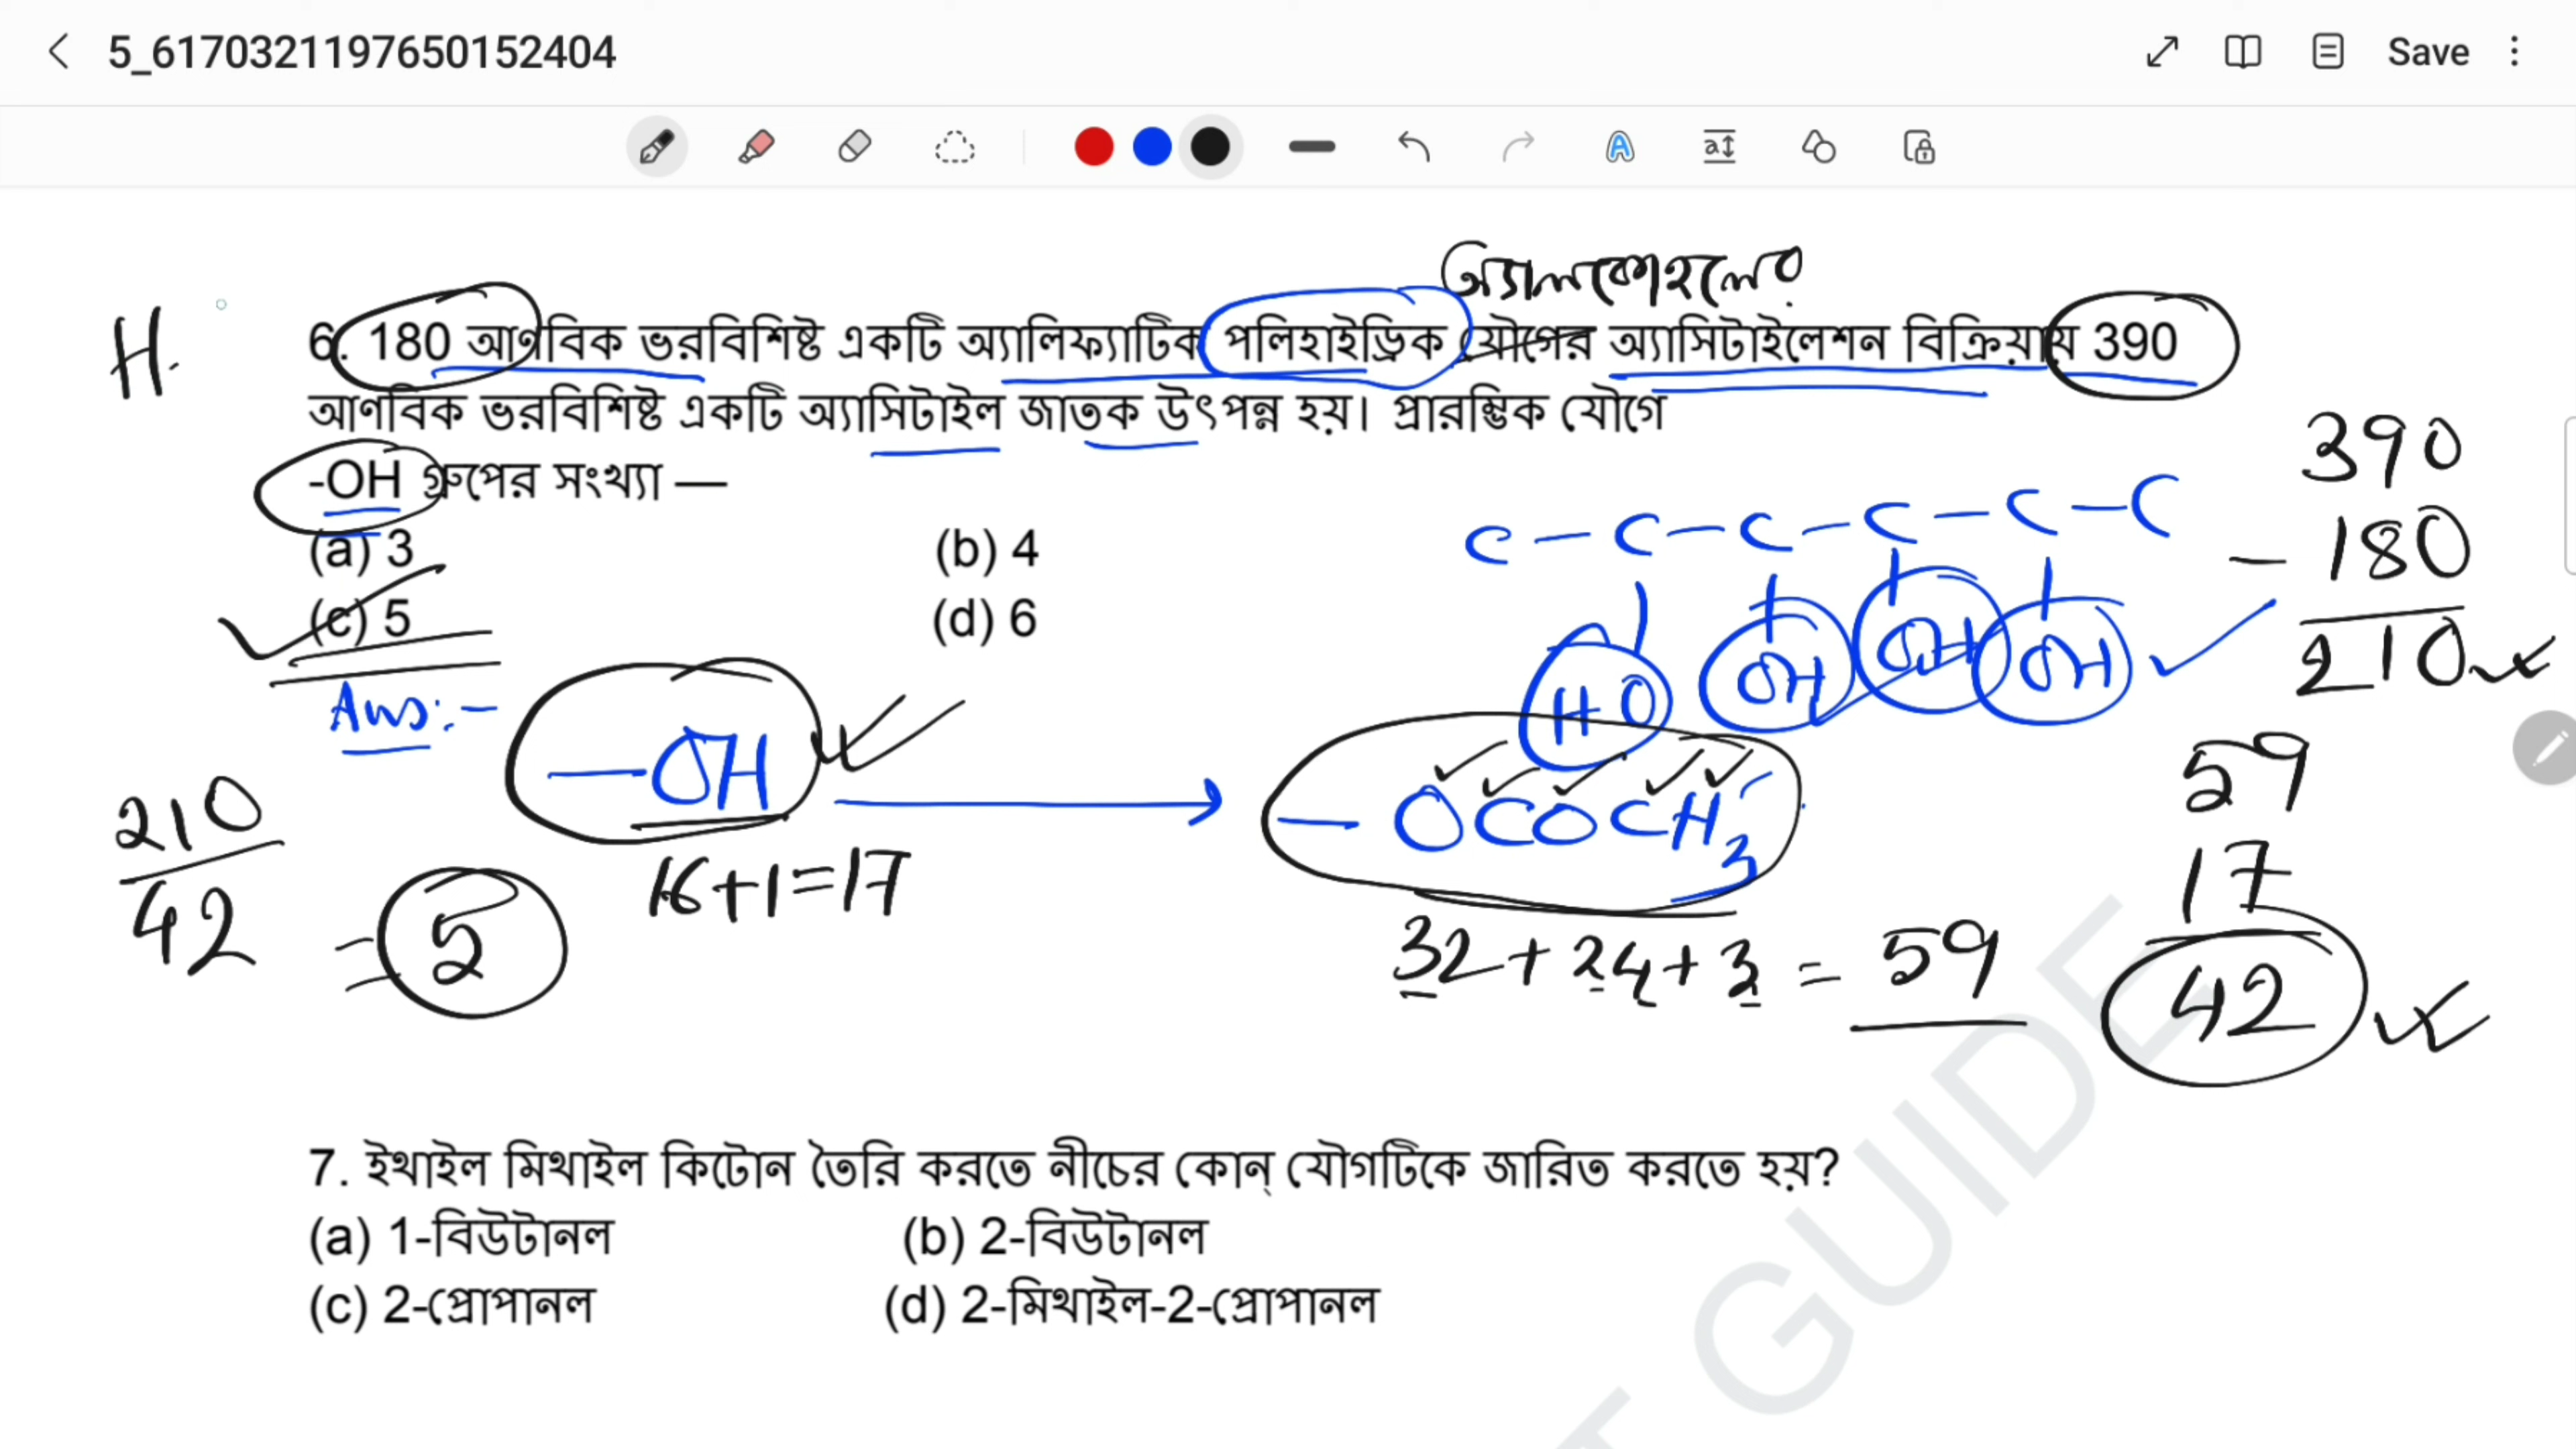 5_6170321197650152404
Save
অ্যালকোহলের
H.
6. 180 আণবিক ভরবিশিষ্ট একটি অ্যালিফ্যাটিক পলিহাইড্রিক যৌগের অ্যাসিটাইলেশন বিক্রিয়ায় 390
আণবিক ভরবিশিষ্ট একটি অ্যাসিটাইল জাতক উৎপন্ন হয়। প্রারম্ভিক যৌগে
-OH গ্রুপের সংখ্যা —
390
- 180
210
C - C - C - C - C - C
HO OH OH OH
(a) 3 (b) 4
(c) 5 (d) 6
Ans:-
-OH
-OCOCH3
16+1=17
32+24+3 = 59
210
42
=5
59
17
42
7. ইথাইল মিথাইল কিটোন তৈরি করতে নীচের কোন্ যৌগটিকে জারিত করতে হয়?
(a) 1-বিউটানল (b) 2-বিউটানল
(c) 2-প্রোপানল (d) 2-মিথাইল-2-প্রোপানল
GUIDE